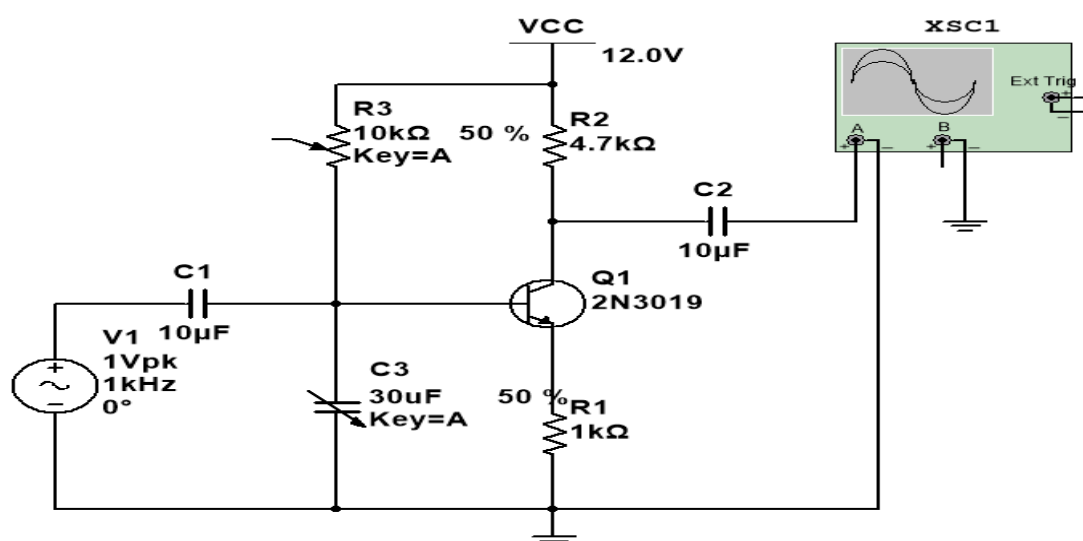 VCC
12.0V
XSC1
Ext Trig
+
−
A
B
+ −
+ −
R3
10kΩ
Key=A
50 %
R2
4.7kΩ
C2
10µF
C1
10µF
Q1
2N3019
V1
1Vpk
1kHz
0°
C3
30uF
Key=A
50 %
R1
1kΩ